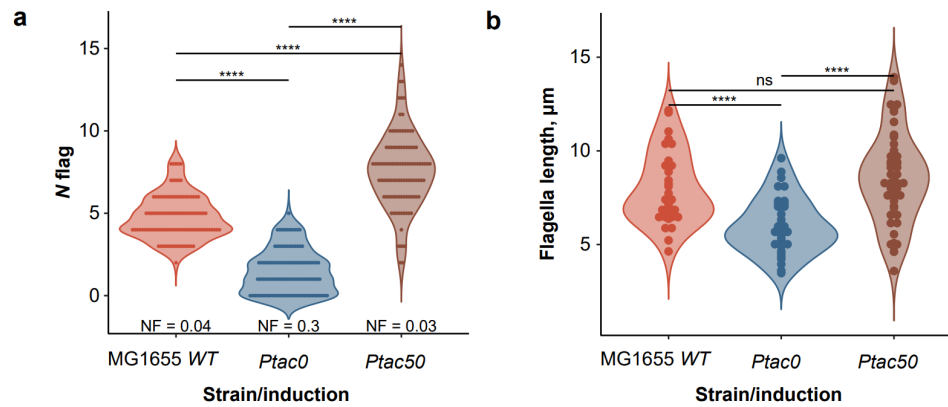 a
N flag
15
10
5
0
****
****
****
NF = 0.04
NF = 0.3
NF = 0.03
MG1655 WT
Ptac0
Ptac50
Strain/induction
b
Flagella length, μm
15
10
5
****
ns
****
MG1655 WT
Ptac0
Ptac50
Strain/induction